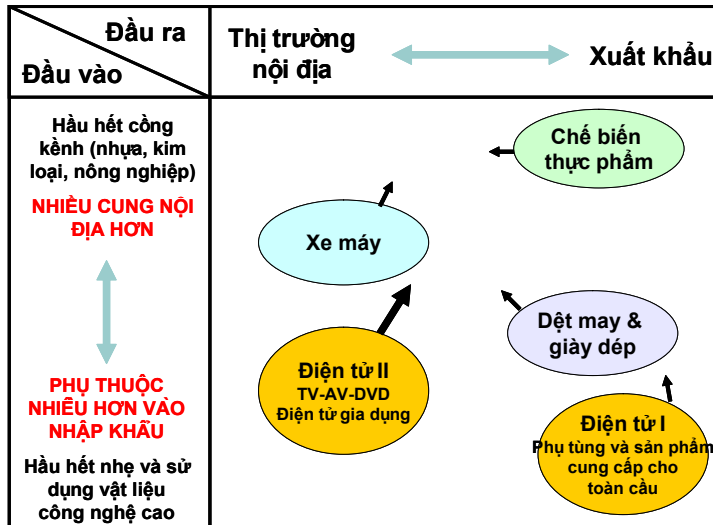 Đầu ra
Đầu vào
Thị trường
nội địa
Xuất khẩu
Hầu hết cồng
kềnh (nhựa, kim
loại, nông nghiệp)
NHIỀU CUNG NỘI
ĐỊA HƠN
PHỤ THUỘC
NHIỀU HƠN VÀO
NHẬP KHẨU
Hầu hết nhẹ và sử
dụng vật liệu
công nghệ cao
Chế biến
thực phẩm
Xe máy
Dệt may &
giày dép
Điện tử II
TV-AV-DVD
Điện tử gia dụng
Điện tử I
Phụ tùng và sản phẩm
cung cấp cho
toàn cầu